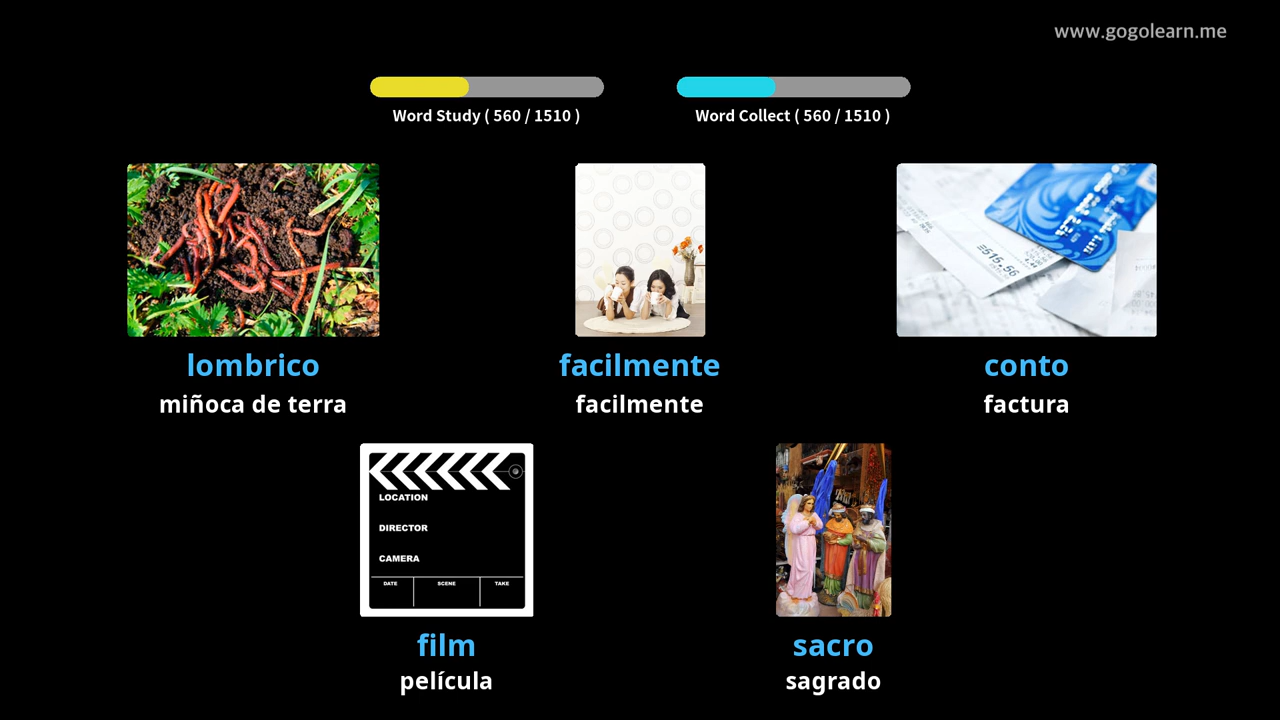 www.gogolearn.me
Word Study ( 560 / 1510 )
Word Collect ( 560 / 1510 )
lombrico
miñoca de terra
facilmente
facilmente
conto
factura
LOCATION
DIRECTOR
CAMERA
DATE
SCENE
TAKE
film
película
sacro
sagrado